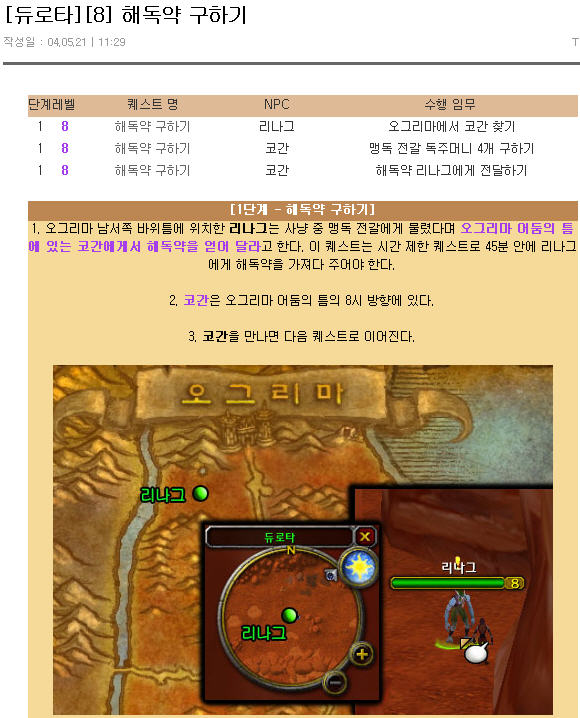 [듀로타][8] 해독약 구하기
작성일 : 04.05.21 | 11:29
T
단계 레벨 퀘스트 명 NPC 수행 임무
1 8 해독약 구하기 리나그 오그리마에서 코간 찾기
1 8 해독약 구하기 코간 맹독 전갈 독주머니 4개 구하기
1 8 해독약 구하기 코간 해독약 리나그에게 전달하기
[1단계 - 해독약 구하기]
1. 오그리마 남서쪽 바위틈에 위치한 리나그는 사냥 중 맹독 전갈에게 물렸다며 오그리마 어둠의 틈
에 있는 코간에게서 해독약을 얻어 달라고 한다. 이 퀘스트는 시간 제한 퀘스트로 45분 안에 리나그
에게 해독약을 가져다 주어야 한다.
2. 코간은 오그리마 어둠의 틈의 8시 방향에 있다.
3. 코간을 만나면 다음 퀘스트로 이어진다.
오그리마
리나그
듀로타
N
리나그
리나그
8